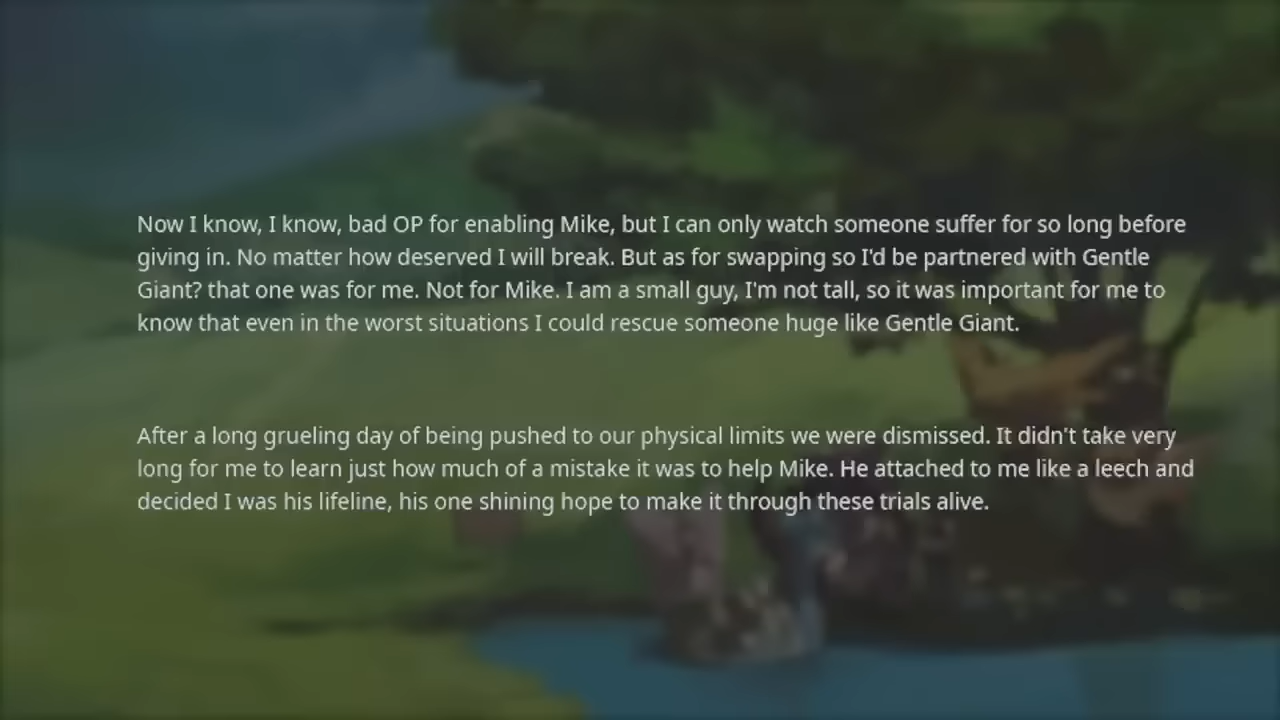 Now I know, I know, bad OP for enabling Mike, but I can only watch someone suffer for so long before
giving in. No matter how deserved I will break. But as for swapping so I'd be partnered with Gentle
Giant? that one was for me. Not for Mike. I am a small guy, I'm not tall, so it was important for me to
know that even in the worst situations I could rescue someone huge like Gentle Giant.
After a long grueling day of being pushed to our physical limits we were dismissed. It didn't take very
long for me to learn just how much of a mistake it was to help Mike. He attached to me like a leech and
decided I was his lifeline, his one shining hope to make it through these trials alive.